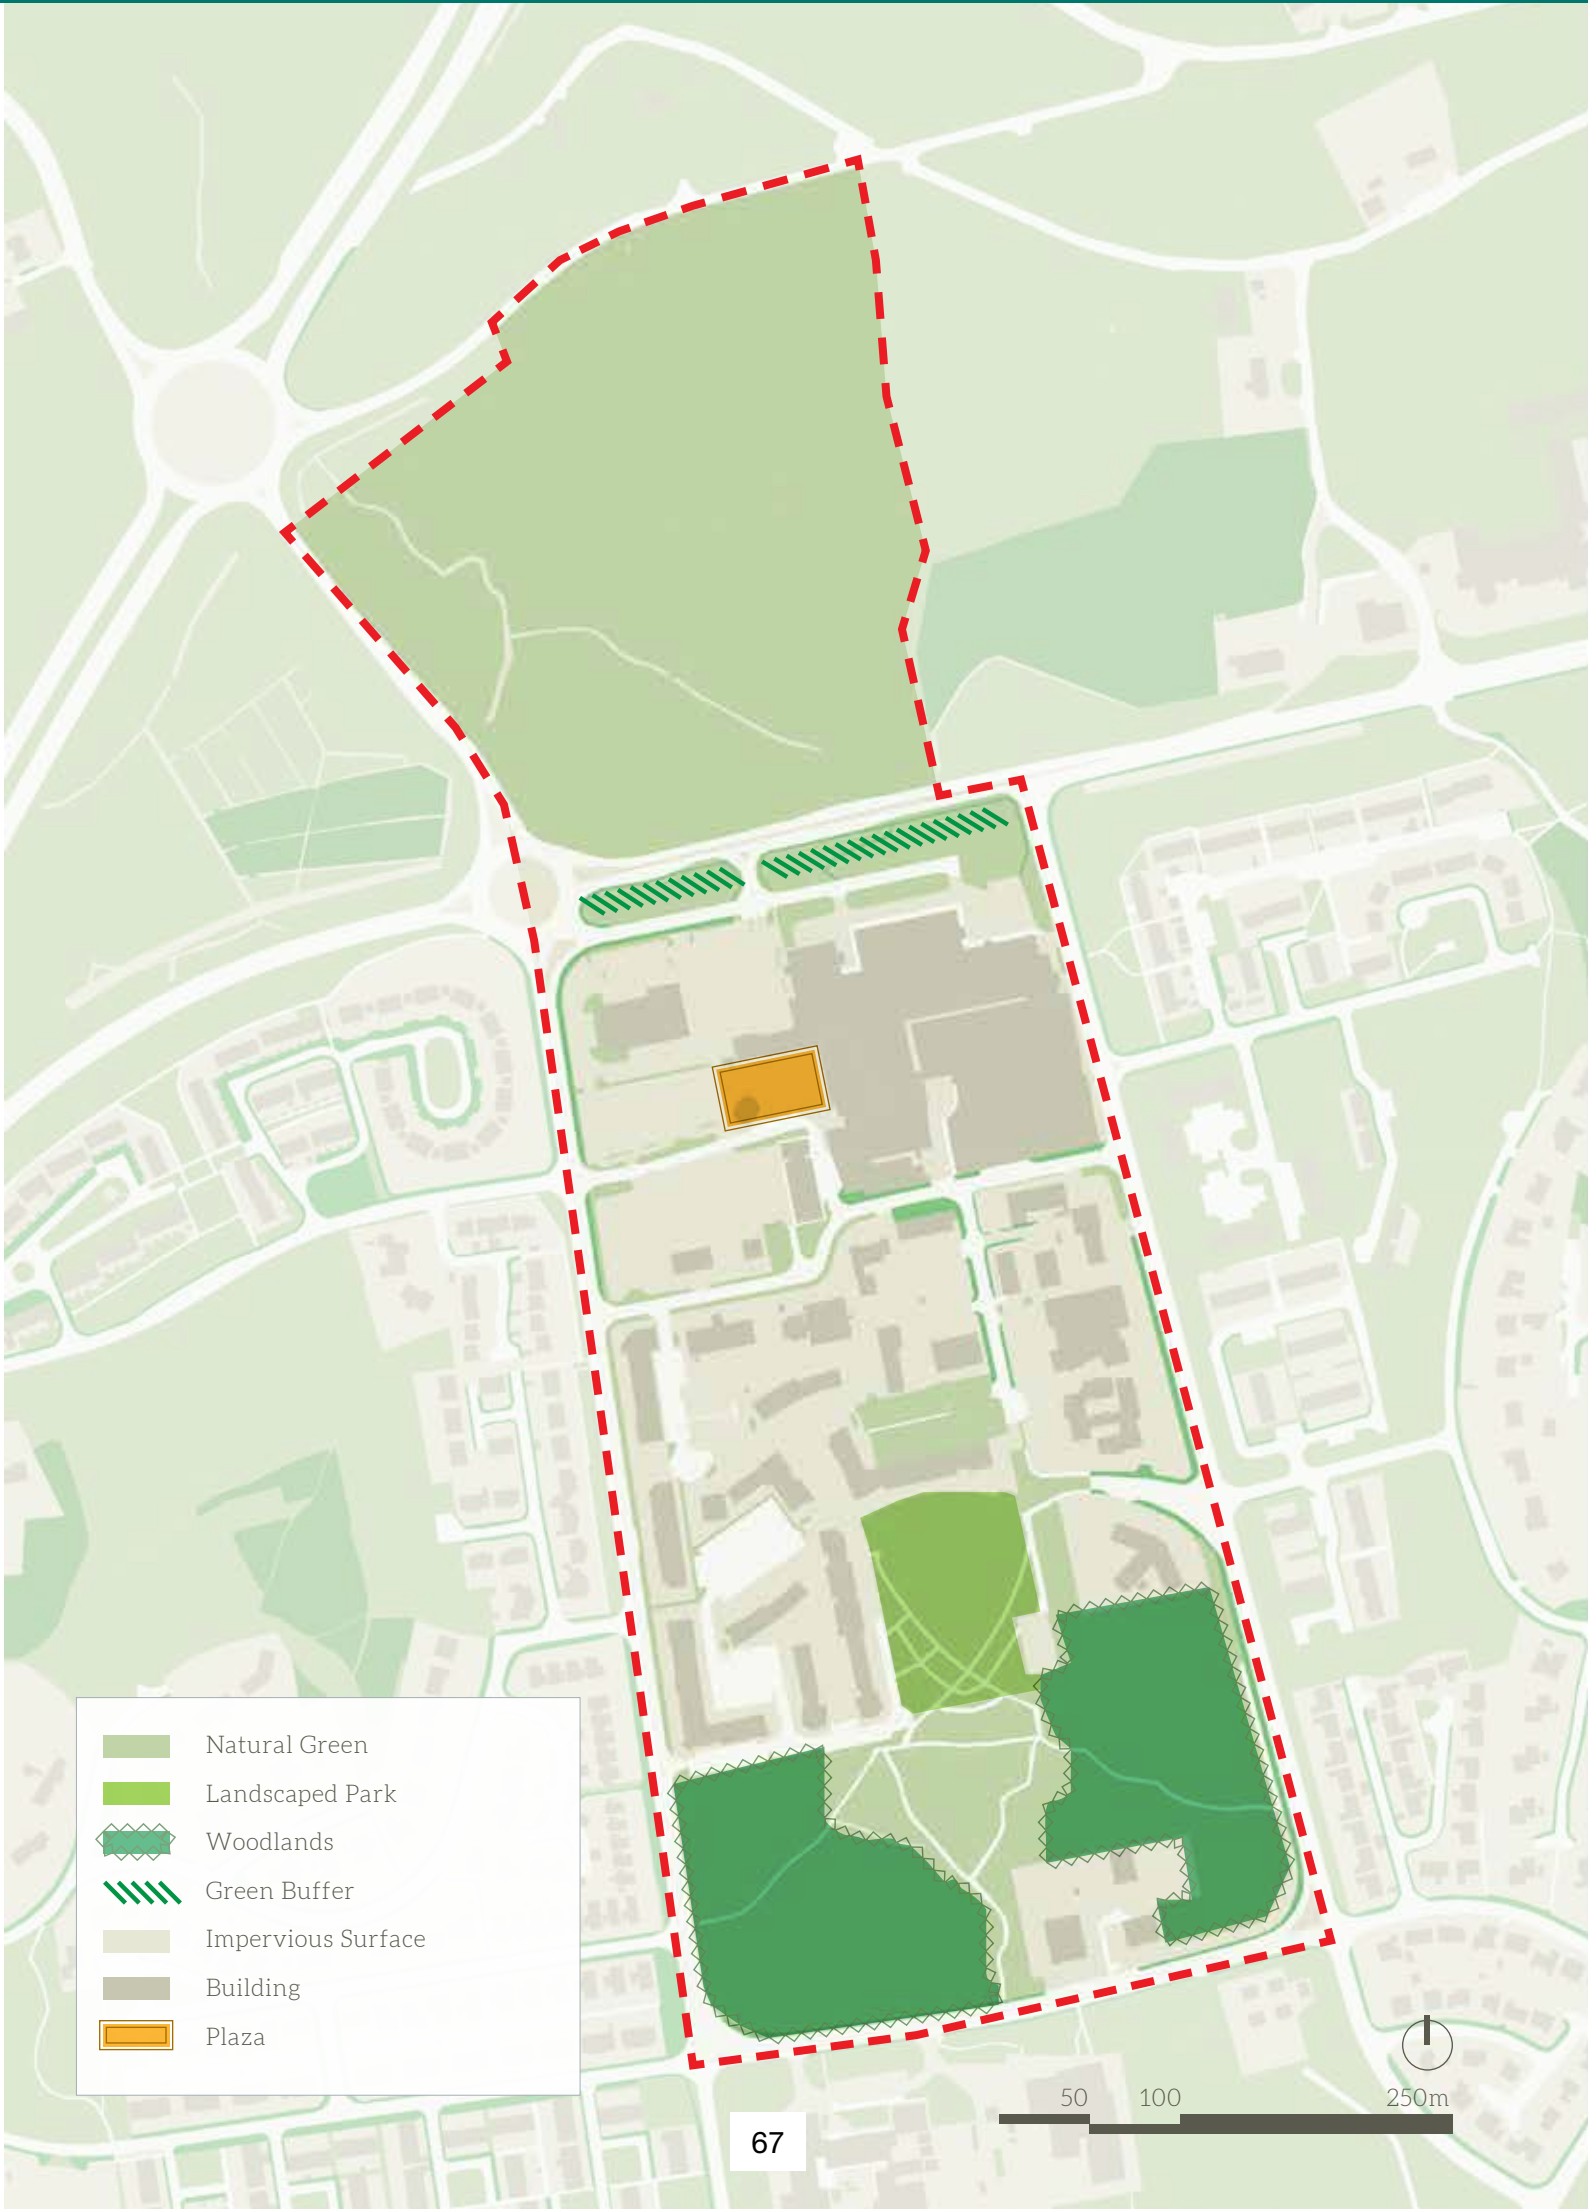 Natural Green
Landscaped Park
Woodlands
Green Buffer
Impervious Surface
Building
Plaza
50 100 250m
67